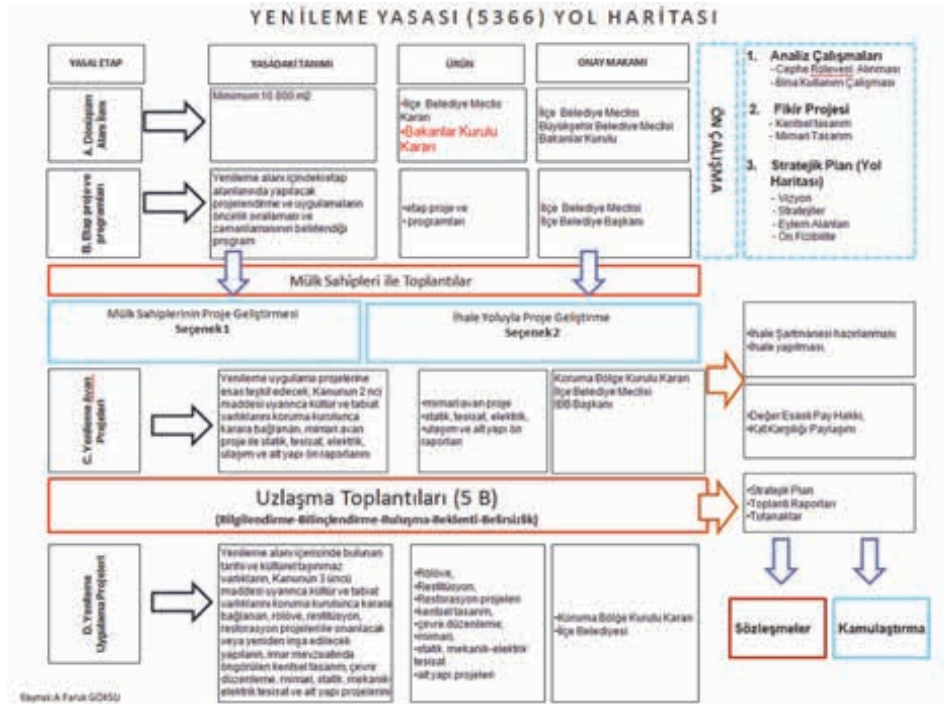 YENİLEME YASASI (5366) YOL HARİTASI
YASAL ETAP
YASADAKİ TANIMI
ÜRÜN
ONAY MAKAMI
A. Dönüşüm
Alanı İlanı
Minimum 10.000 m2
•İlçe Belediye Meclis
Kararı
•Bakanlar Kurulu
Kararı
İlçe Belediye Meclisi
Büyükşehir Belediye Meclisi
Bakanlar Kurulu
B. Etap proje ve
programları
Yenileme alanı içindeki etap
alanlarında yapılacak
projelendirme ve uygulamaların
öncelik sıralaması ve
zamanlamasının belirlendiği
program
•etap proje ve
• programları
İlçe Belediye Meclisi
İlçe Belediye Başkanı
ÖN ÇALIŞMA
1. Analiz Çalışmaları
- Cephe Rölevesi Alınması
- Bina Kullanım Çalışması
2. Fikir Projesi
- Kentsel tasarım
- Mimari Tasarım
3. Stratejik Plan (Yol
Haritası)
- Vizyon
- Stratejiler
- Eylem Alanları
- Ön Fizibilite
Mülk Sahipleri ile Toplantılar
Mülk Sahiplerinin Proje Geliştirmesi
Seçenek1
İhale Yoluyla Proje Geliştirme
Seçenek2
•İhale Şartnamesi hazırlanması
•İhale yapılması,
C. Yenileme Avan
Projeleri
Yenileme uygulama projelerine
esas teşkil edecek, Kanunun 2 nci
maddesi uyarınca kültür ve tabiat
varlıklarını koruma kurulunca
karara bağlanan, mimari avan
proje ile statik, tesisat, elektrik,
ulaşım ve alt yapı ön raporlarını
•mimari avan proje
•statik, tesisat, elektrik,
•ulaşım ve alt yapı ön
raporları
Koruma Bölge Kurulu Kararı
İlçe Belediye Meclisi
İBB Başkanı
•Değer Esaslı Pay Hakkı,
•Kat Karşılığı Paylaşımı
Uzlaşma Toplantıları (5 B)
(Bilgilendirme-Bilinçlendirme-Buluşma-Beklenti-Belirsizlik)
•Stratejik Plan
•Toplantı Raporları
•Tutanaklar
D. Yenileme
Uygulama Projeleri
Yenileme alanı içerisinde bulunan
tarihi ve kültürel taşınmaz
varlıkların, Kanunun 3 üncü
maddesi uyarınca kültür ve tabiat
varlıklarını koruma kurulunca karara
bağlanan, rölöve, restitüsyon,
restorasyon projeleri ile onarılacak
veya yeniden inşa edilecek
yapıların, imar mevzuatında
öngörülen kentsel tasarım, çevre
düzenleme, mimari, statik, mekanik-
elektrik tesisat ve alt yapı projelerini
•Rölöve,
•Restitüsyon,
•Restorasyon projeleri
•kentsel tasarım,
•çevre düzenleme,
•mimari,
•statik, mekanik-elektrik
tesisat
•alt yapı projeleri
•Koruma Bölge Kurulu Kararı
•İlçe Belediyesi
Sözleşmeler
Kamulaştırma
Kaynak:A.Faruk GÖKSU